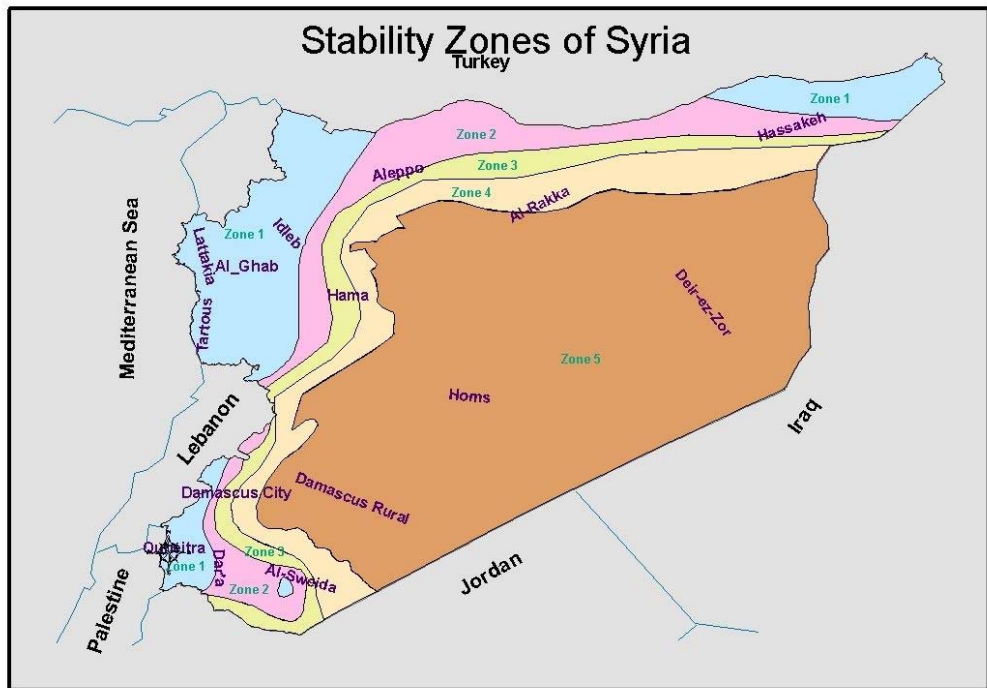 Stability Zones of Syria
Turkey
Zone 1
Hassakeh
Zone 2
Aleppo
Zone 3
Zone 4
Al-Rakka
Idleb
Zone 1
Lattakia
Al_Ghab
Mediterranean Sea
Tartous
Hama
Deir-ez-Zor
Zone 5
Homs
Iraq
Lebanon
Damascus City
Damascus Rural
Quneitra
Zone 1
Zone 3
Dar'a
Al-Sweida
Zone 2
Jordan
Palestine